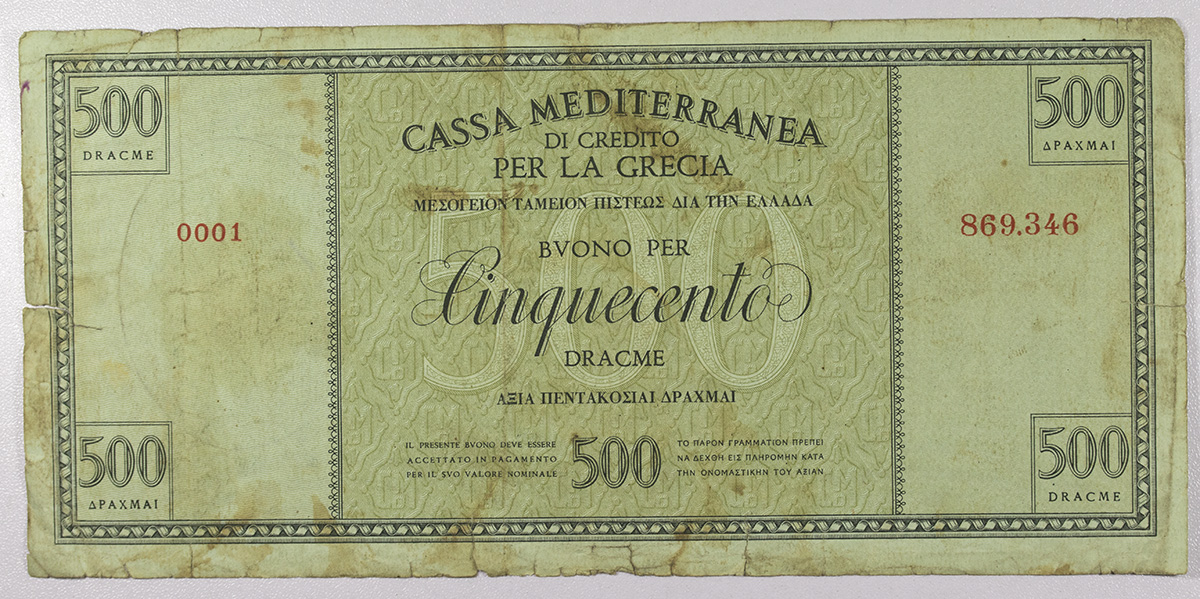 500
DRACME
500
ΔΡΑΧΜΑΙ
CASSA MEDITERRANEA
DI CREDITO
PER LA GRECIA
ΜΕΣΟΓΕΙΟΝ ΤΑΜΕΙΟΝ ΠΙΣΤΕΩΣ ΔΙΑ ΤΗΝ ΕΛΛΑΔΑ
0001
869.346
BVONO PER
Cinquecento
DRACME
500
ΑΞΙΑ ΠΕΝΤΑΚΟΣΙΑΙ ΔΡΑΧΜΑΙ
IL PRESENTE BVONO DEVE ESSERE
ACCETTATO IN PAGAMENTO
PER IL SVO VALORE NOMINALE
500
ΤΟ ΠΑΡΟΝ ΓΡΑΜΜΑΤΙΟΝ ΠΡΕΠΕΙ
ΝΑ ΔΕΧΘΗ ΕΙΣ ΠΛΗΡΟΜΗΝ ΚΑΤΑ
ΤΗΝ ΟΝΟΜΑΣΤΙΚΗΝ ΤΟΥ ΑΞΙΑΝ
500
ΔΡΑΧΜΑΙ
500
DRACME